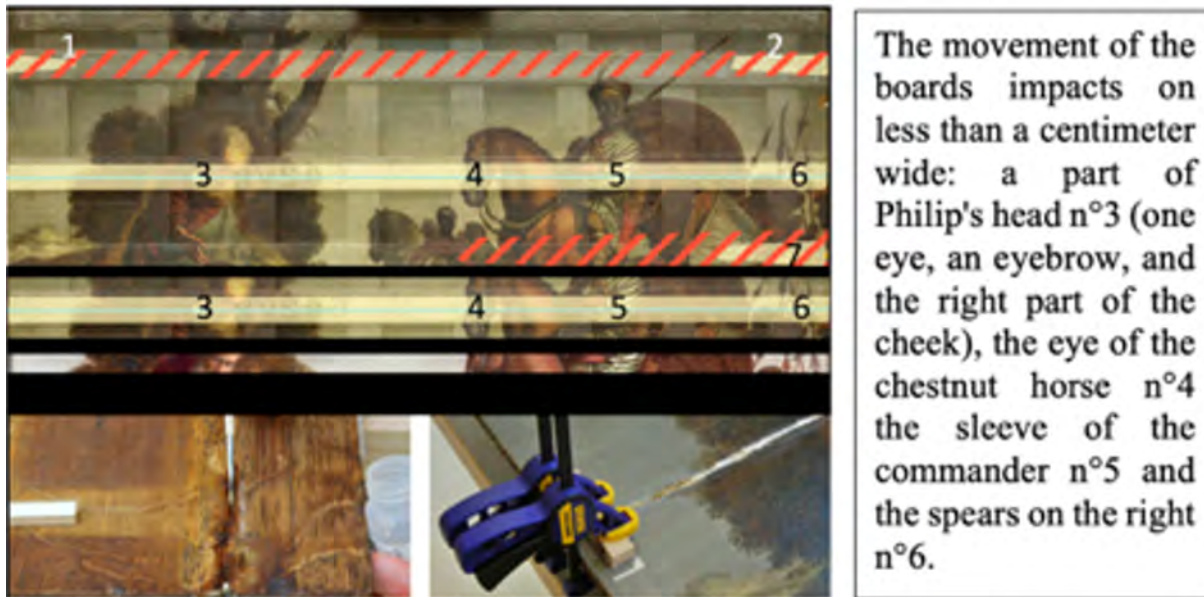 1
2
3
4
5
6
7
3
4
5
6
The movement of the
boards impacts on
less than a centimeter
wide: a part of
Philip's head n°3 (one
eye, an eyebrow, and
the right part of the
cheek), the eye of the
chestnut horse n°4
the sleeve of the
commander n°5 and
the spears on the right
n°6.